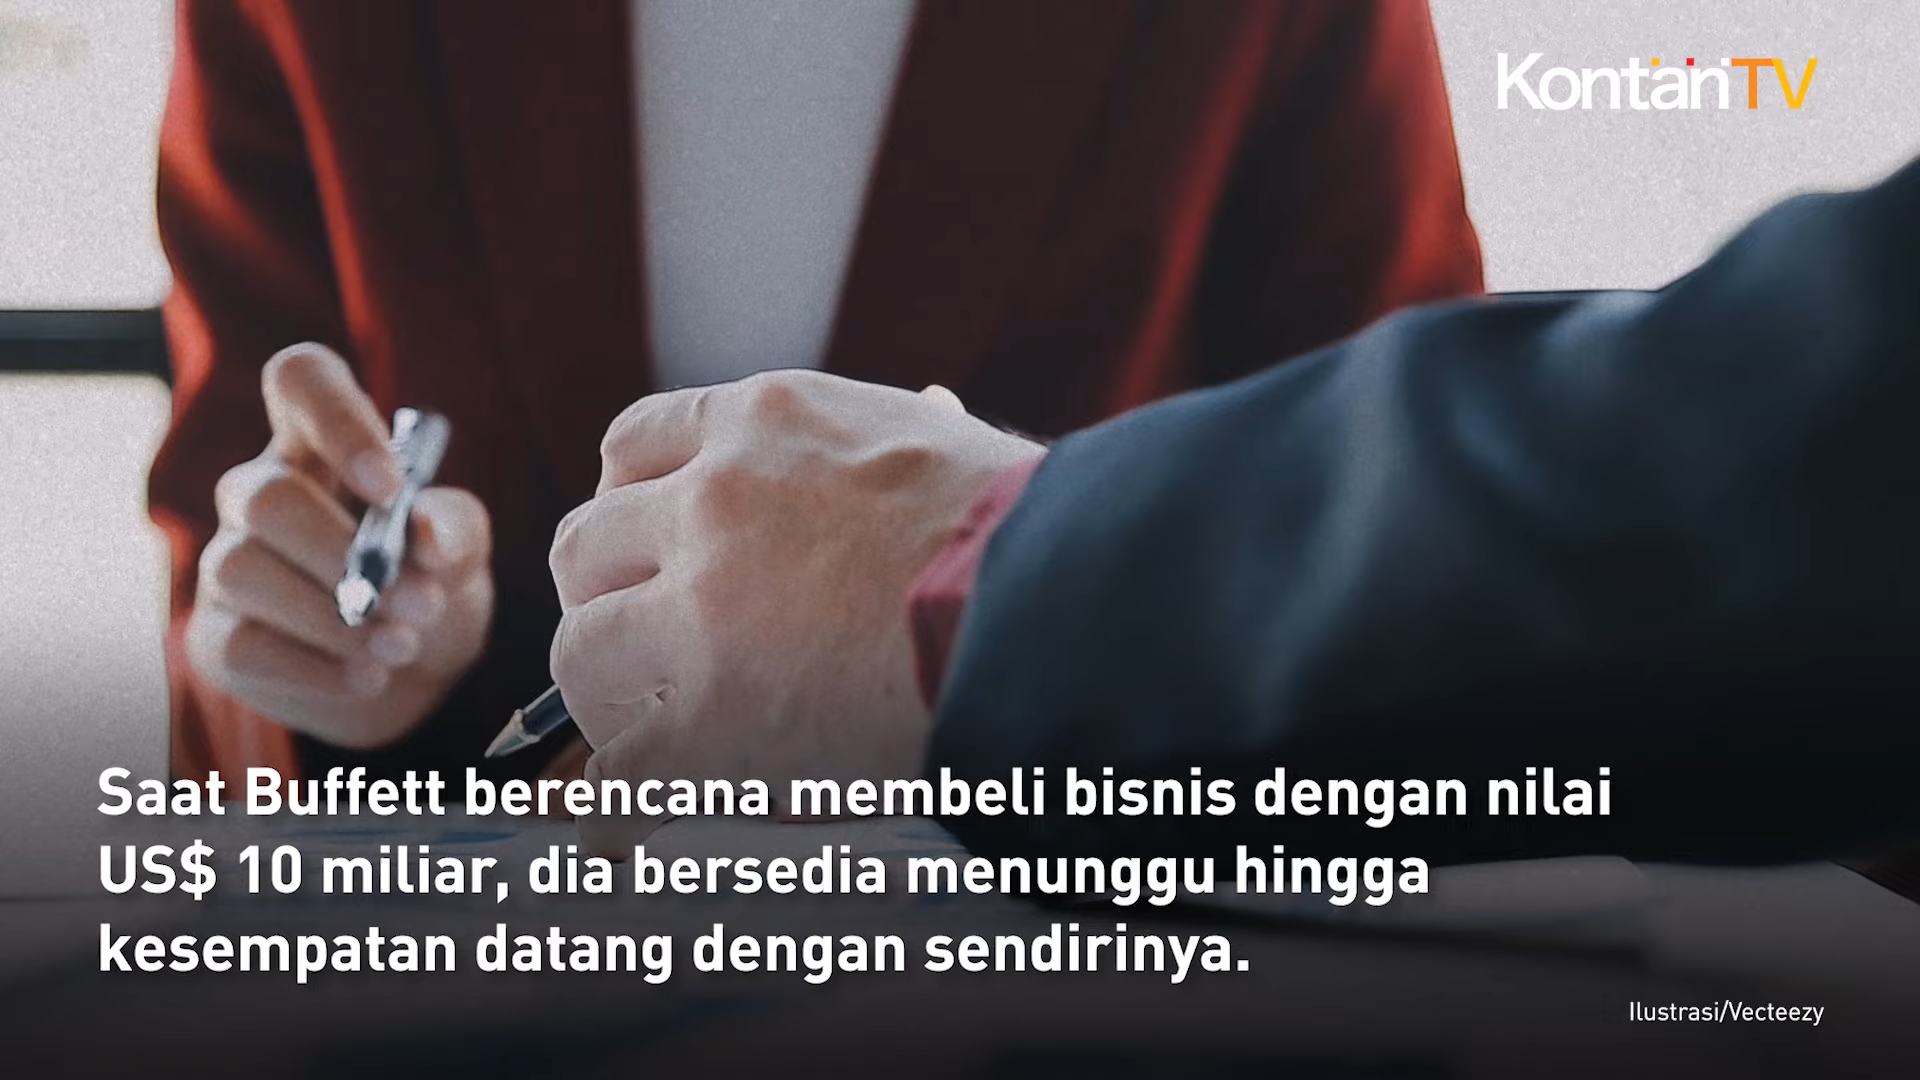 KontanTV
Saat Buffett berencana membeli bisnis dengan nilai
US$ 10 miliar, dia bersedia menunggu hingga
kesempatan datang dengan sendirinya.
Ilustrasi/Vecteezy